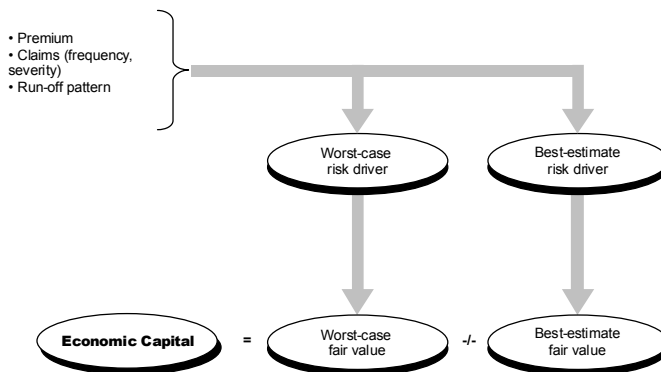 • Premium
• Claims (frequency,
severity)
• Run-off pattern
Worst-case
risk driver
Best-estimate
risk driver
Economic Capital = Worst-case
fair value -/- Best-estimate
fair value